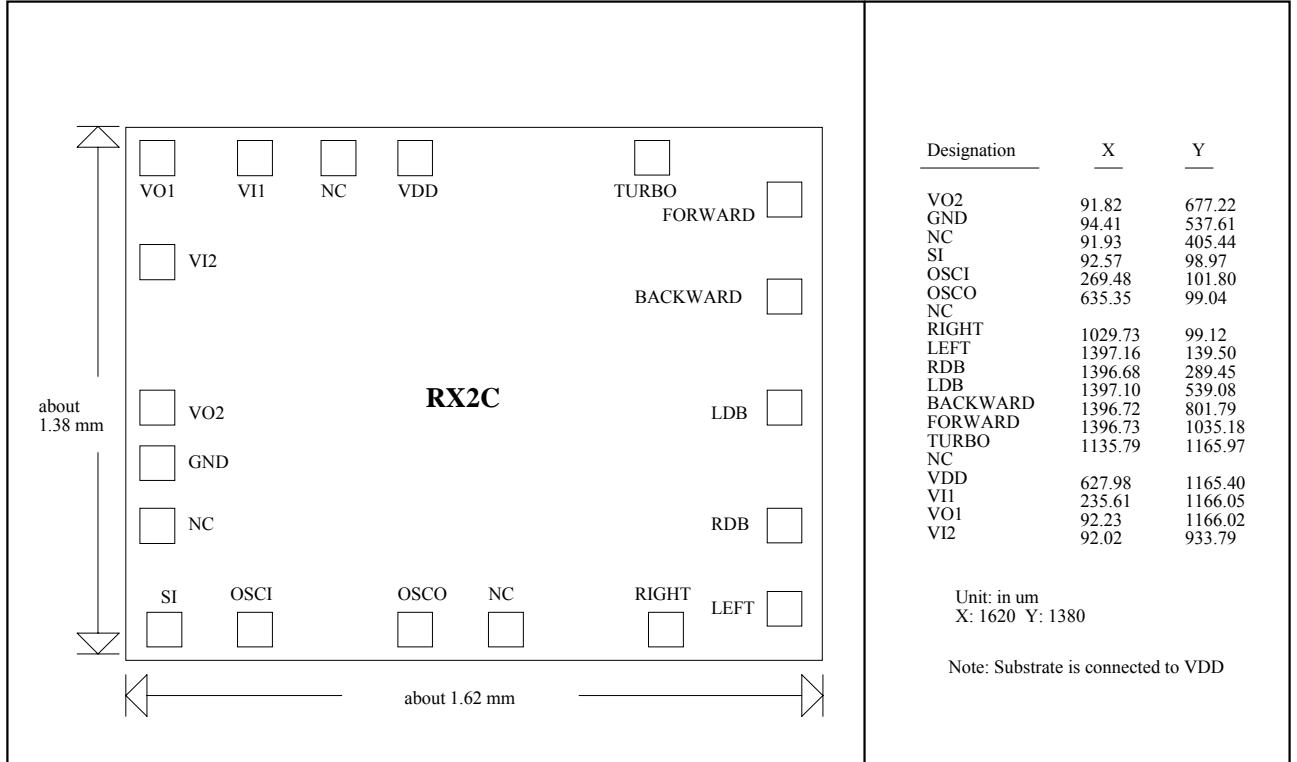 VO1 VI1 NC VDD TURBO
FORWARD
VI2
BACKWARD
RX2C
about
1.38 mm
VO2
LDB
GND
NC
RDB
SI OSCI OSCO NC RIGHT
LEFT
about 1.62 mm
Designation X Y
VO2 91.82 677.22
GND 94.41 537.61
NC 91.93 405.44
SI 92.57 98.97
OSCI 269.48 101.80
OSCO 635.35 99.04
NC
RIGHT 1029.73 99.12
LEFT 1397.16 139.50
RDB 1396.68 289.45
LDB 1397.10 539.08
BACKWARD 1396.72 801.79
FORWARD 1396.73 1035.18
TURBO 1135.79 1165.97
NC
VDD 627.98 1165.40
VI1 235.61 1166.05
VO1 92.23 1166.02
VI2 92.02 933.79
Unit: in um
X: 1620 Y: 1380
Note: Substrate is connected to VDD